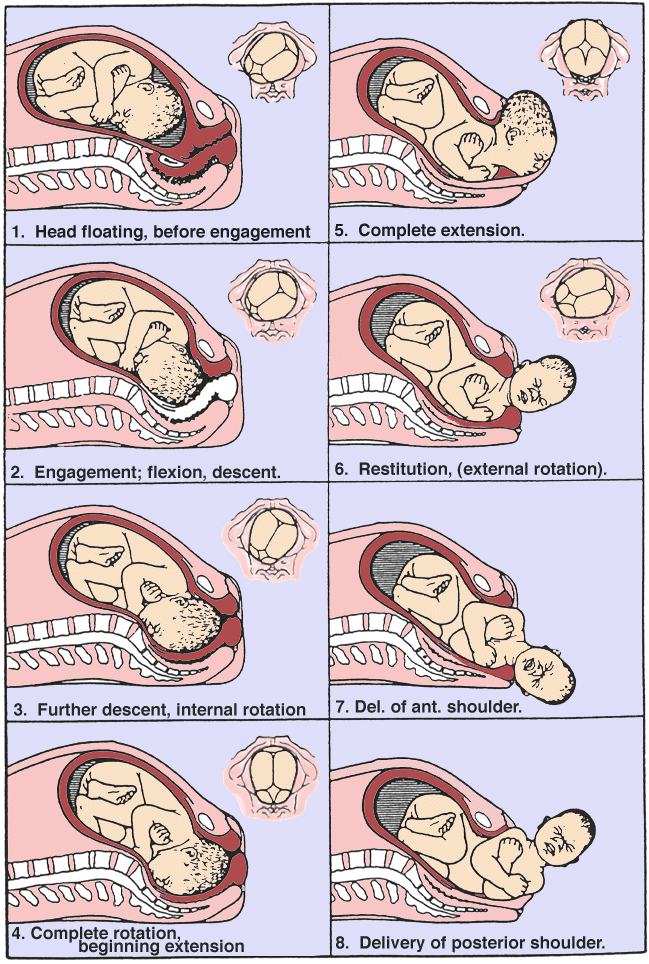 1. Head floating, before engagement
2. Engagement; flexion, descent.
3. Further descent, internal rotation
4. Complete rotation,
beginning extension
5. Complete extension.
6. Restitution, (external rotation).
7. Del. of ant. shoulder.
8. Delivery of posterior shoulder.